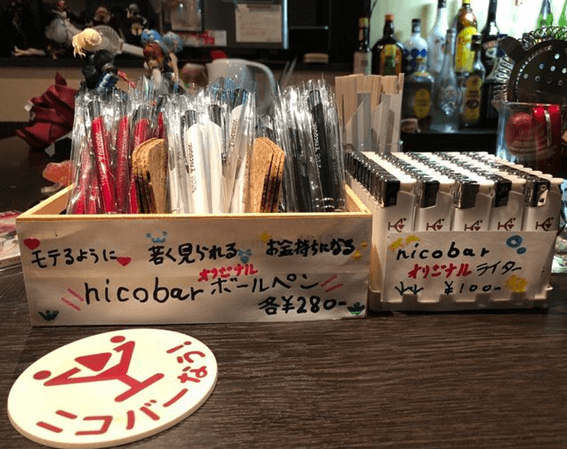 モテるように 若く見られる お金持ちになる
オリジナル
nicobar ボールペン
各¥280-
nicobar
オリジナル ライター
¥100-
ニコバーなう!